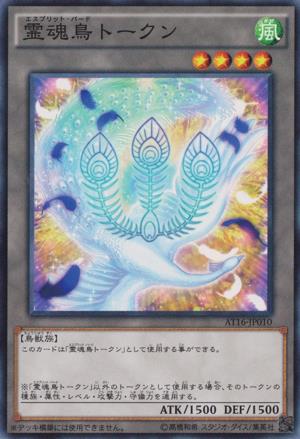 エスプリット・バード
霊魂鳥トークン
風
AT16-JP010
【鳥獣族】
このカードは「霊魂鳥トークン」として使用する事ができる。
※「霊魂鳥トークン」以外のトークンとして使用する場合、そのトークンの
種族・属性・レベル・攻撃力・守備力を適用する。
ATK/1500 DEF/1500
※デッキ構築には使用できません。
©高橋和希 スタジオ・ダイス/集英社